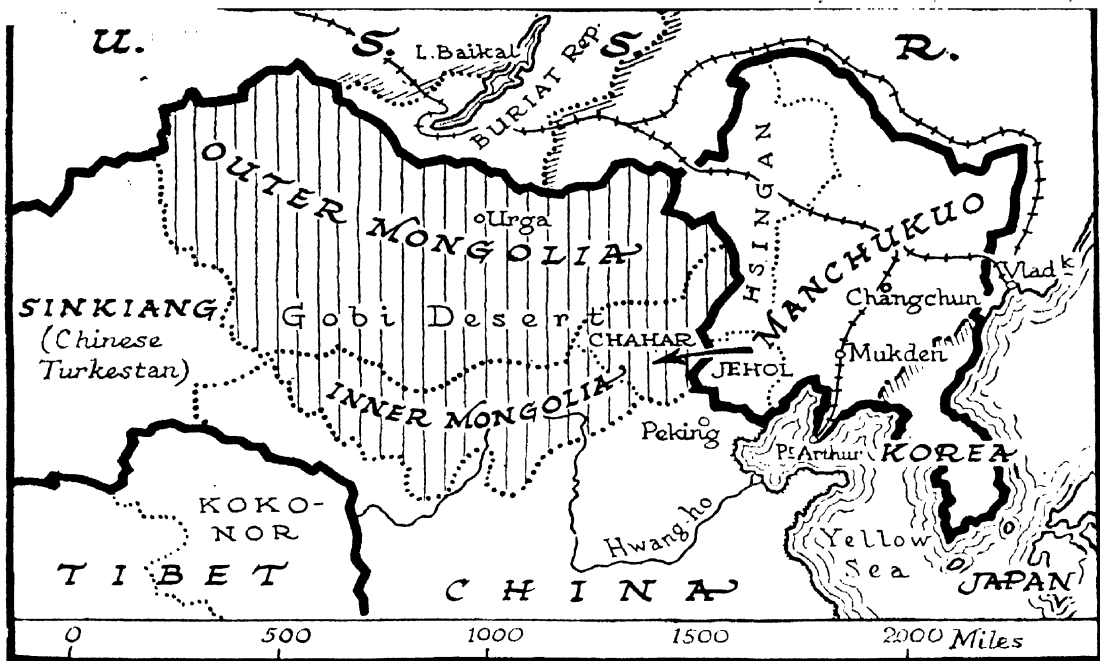 U. S. S. R.
L. Baikal
BURIAT Rep.
OUTER MONGOLIA
Urga
HSINGAN
MANCHUKUO
Vladk
SINKIANG
(Chinese
Turkestan)
Gobi Desert
Changchun
CHAHAR
JEHOL
Mukden
INNER MONGOLIA
Peking
Pt. Arthur
KOREA
KOKO-
NOR
Hwang ho
Yellow
Sea
TIBET
CHINA
JAPAN
0 500 1000 1500 2000 Miles